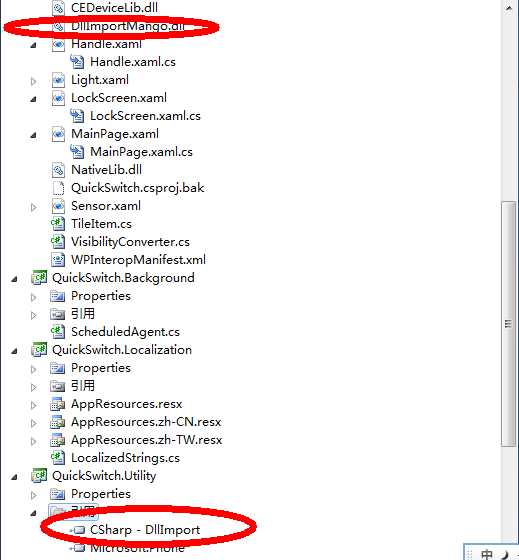 CEDeviceLib.dll
DllImportMango.dll
Handle.xaml
Handle.xaml.cs
Light.xaml
LockScreen.xaml
LockScreen.xaml.cs
MainPage.xaml
MainPage.xaml.cs
NativeLib.dll
QuickSwitch.csproj.bak
Sensor.xaml
TileItem.cs
VisibilityConverter.cs
WPInteropManifest.xml
QuickSwitch.Background
Properties
引用
ScheduledAgent.cs
QuickSwitch.Localization
Properties
引用
AppResources.resx
AppResources.zh-CN.resx
AppResources.zh-TW.resx
LocalizedStrings.cs
QuickSwitch.Utility
Properties
引用
CSharp - DllImport
Microsoft.Phone
中